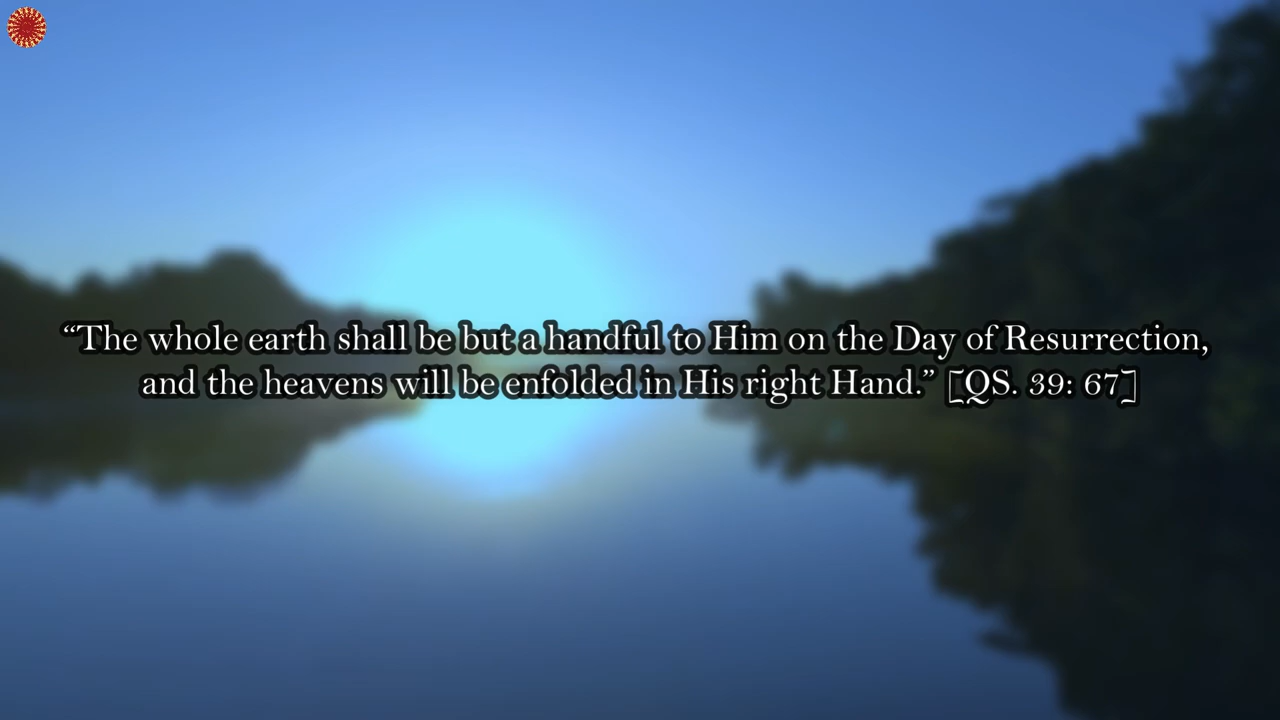 “The whole earth shall be but a handful to Him on the Day of Resurrection,
and the heavens will be enfolded in His right Hand.” [QS. 39: 67]